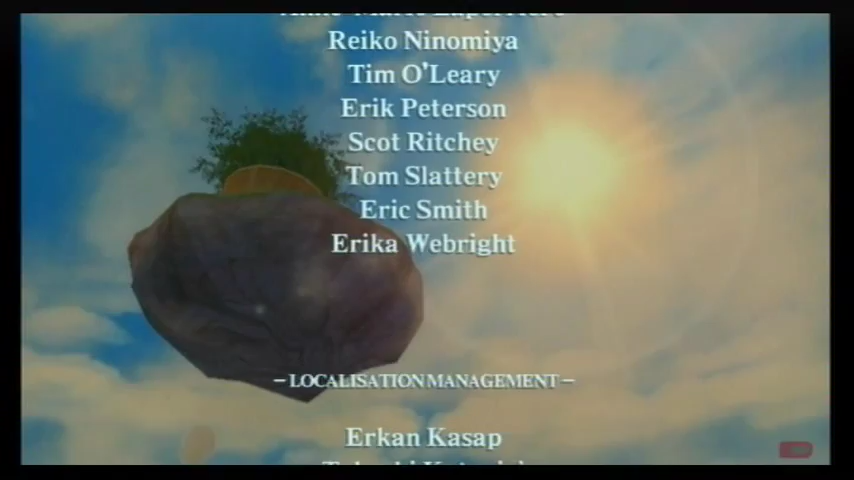 Reiko Ninomiya
Tim O'Leary
Erik Peterson
Scot Ritchey
Tom Slattery
Eric Smith
Erika Webright
– LOCALISATION MANAGEMENT –
Erkan Kasap